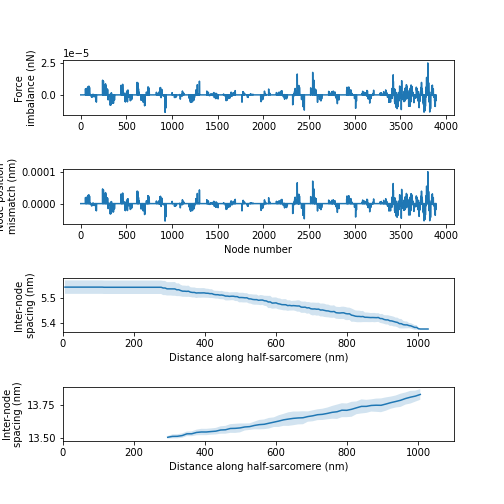 1e−5
2.5
0.0
Force
imbalance (nN)
0 500 1000 1500 2000 2500 3000 3500 4000
0.0001
0.0000
Node position
mismatch (nm)
0 500 1000 1500 2000 2500 3000 3500 4000
Node number
5.5
5.4
Inter-node
spacing (nm)
0 200 400 600 800 1000
Distance along half-sarcomere (nm)
13.75
13.50
Inter-node
spacing (nm)
0 200 400 600 800 1000
Distance along half-sarcomere (nm)